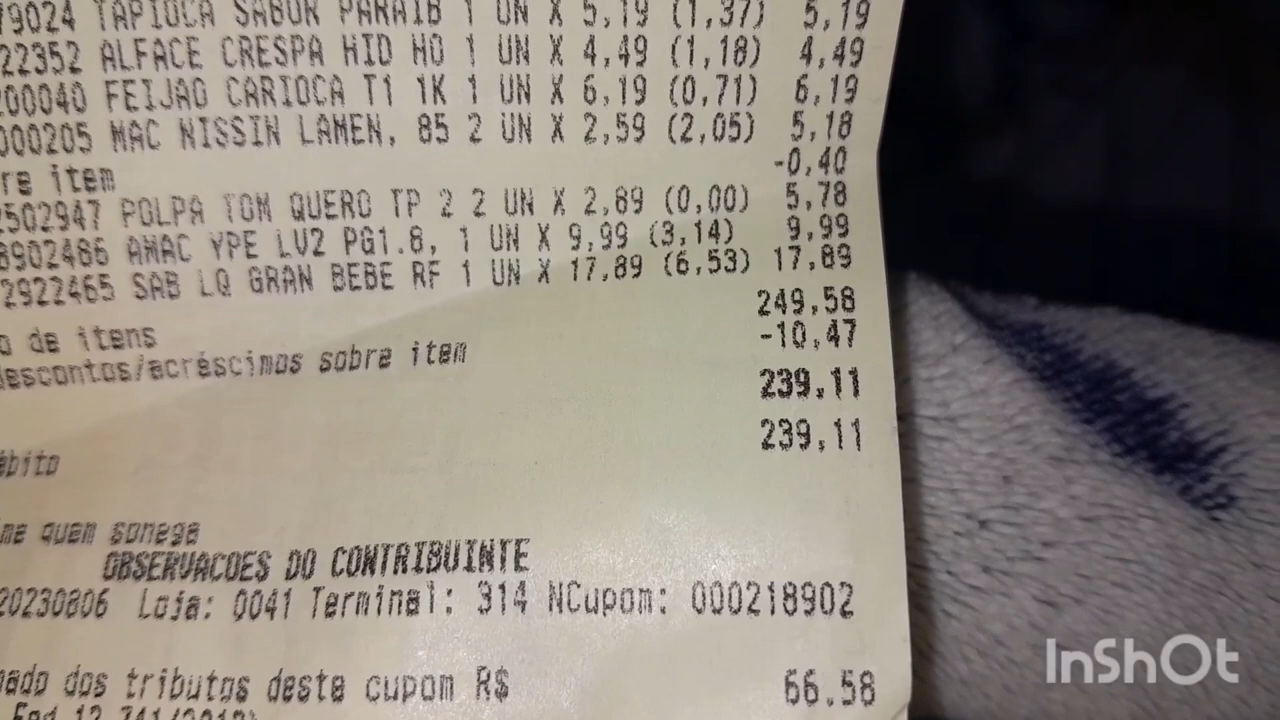 79024 TAPIOCA SABOR PARAIB 1 UN X 5,19 (1,37) 5,19
22352 ALFACE CRESPA HID HO 1 UN X 4,49 (1,18) 4,49
200040 FEIJAO CARIOCA T1 1K 1 UN X 6,19 (0,71) 6,19
000205 MAC NISSIN LAMEN, 85 2 UN X 2,59 (2,05) 5,18
re item -0,40
2502947 POLPA TOM QUERO TP 2 2 UN X 2,89 (0,00) 5,78
8902486 AMAC YPE LV2 PG1.8, 1 UN X 9,99 (3,14) 9,99
2922465 SAB LQ GRAN BEBE RF 1 UN X 17,89 (6,53) 17,89
o de itens 249,58
descontos/acréscimos sobre item -10,47
239,11
ébito 239,11
me quem sonega
OBSERVACOES DO CONTRIBUINTE
20230806 Loja: 0041 Terminal: 314 NCupom: 000218902
mado dos tributos deste cupom R$ 66.58
Fed 12.741/2012)
InShOt